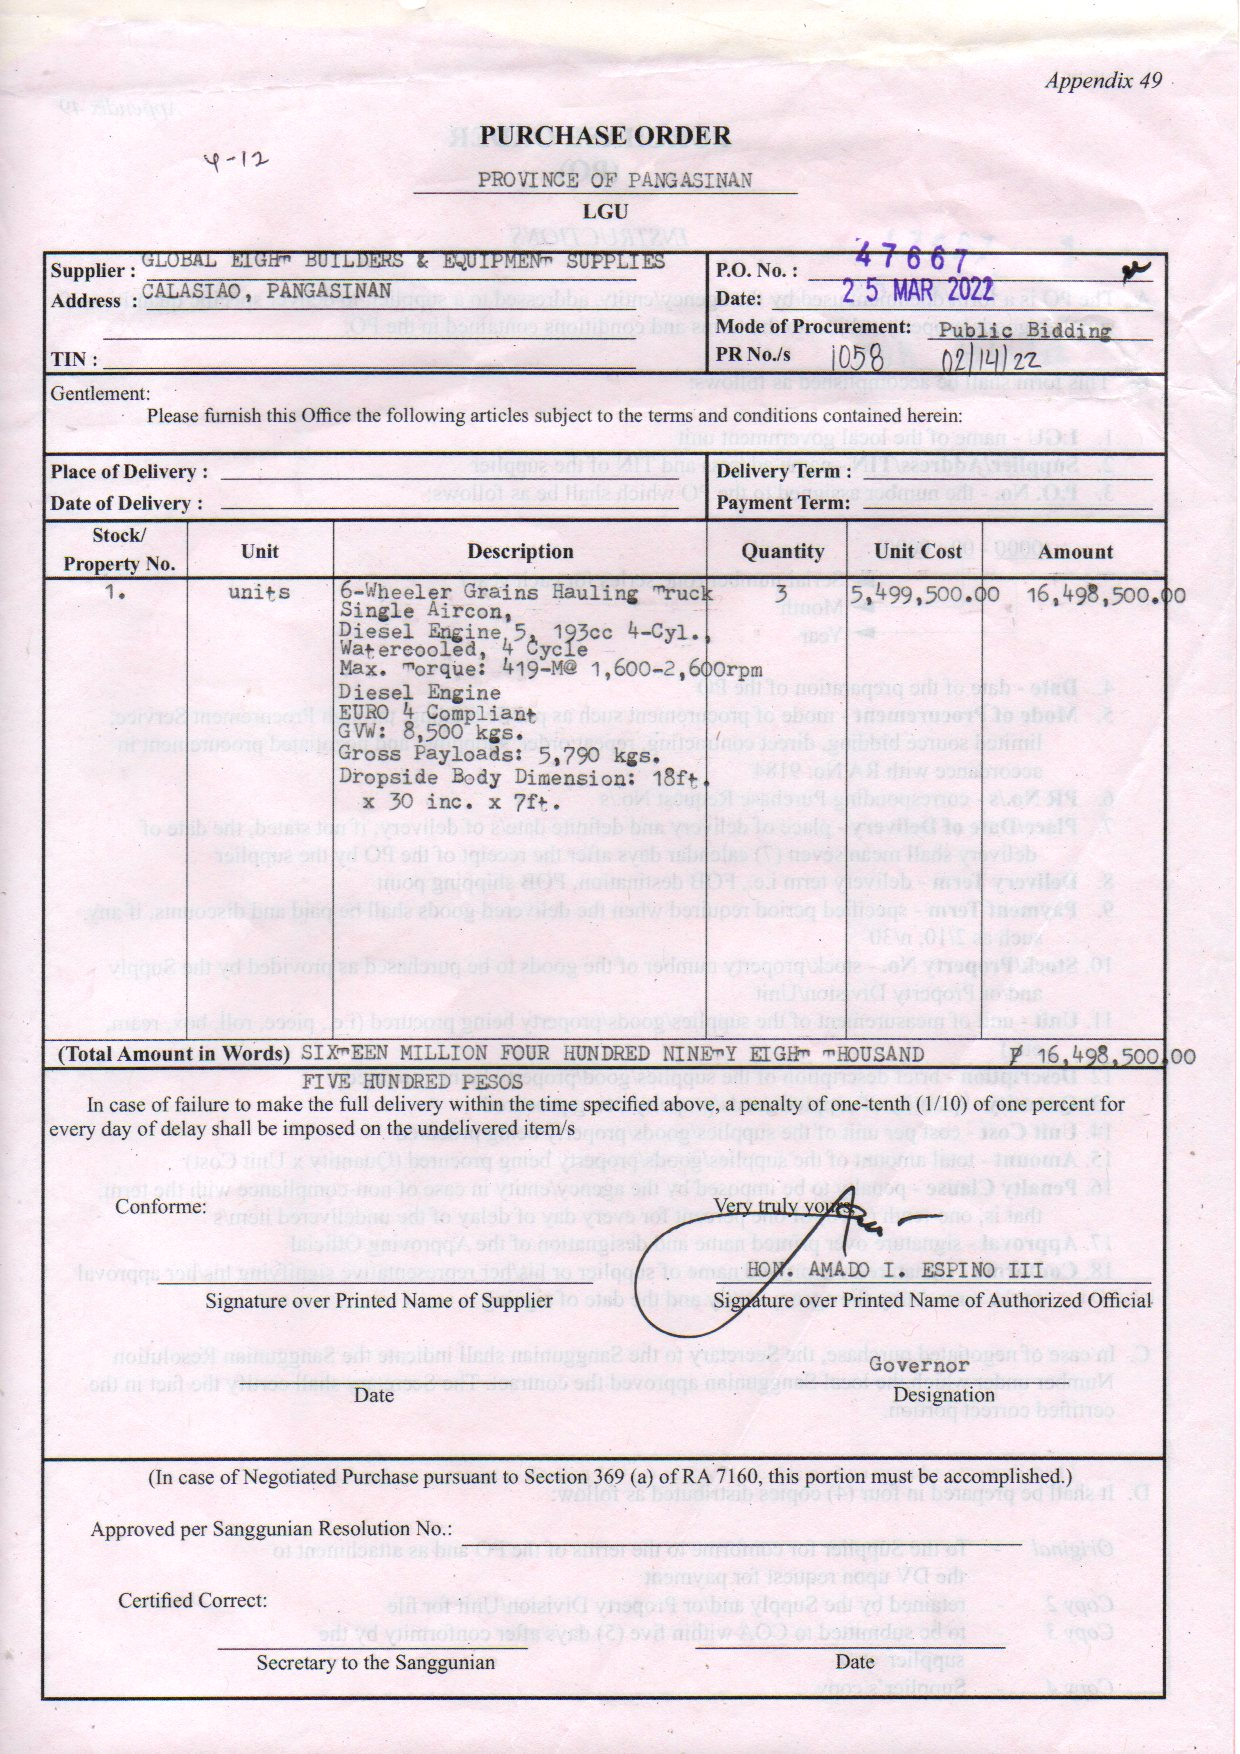 Appendix 49
PURCHASE ORDER
4-12
PROVINCE OF PANGASINAN
LGU
Supplier : GLOBAL EIGHT BUILDERS & EQUIPMENT SUPPLIES
Address : CALASIAO, PANGASINAN
TIN :
P.O. No. : 47667
Date: 25 MAR 2022
Mode of Procurement: Public Bidding
PR No./s 1058 02/14/22
Gentlement:
Please furnish this Office the following articles subject to the terms and conditions contained herein:
Place of Delivery :
Date of Delivery :
Delivery Term :
Payment Term:
Stock/ Property No. Unit Description Quantity Unit Cost Amount
1. units 6-Wheeler Grains Hauling Truck 3 5,499,500.00 16,498,500.00
Single Aircon,
Diesel Engine 5, 193cc 4-Cyl.,
Watercooled, 4 Cycle
Max. Torque: 419-M@ 1,600-2,600rpm
Diesel Engine
EURO 4 Compliant
GVW: 8,500 kgs.
Gross Payloads: 5,790 kgs.
Dropside Body Dimension: 18ft.
x 30 inc. x 7ft.
(Total Amount in Words) SIXTEEN MILLION FOUR HUNDRED NINETY EIGHT THOUSAND ₱ 16,498,500.00
FIVE HUNDRED PESOS
In case of failure to make the full delivery within the time specified above, a penalty of one-tenth (1/10) of one percent for
every day of delay shall be imposed on the undelivered item/s.
Conforme:
Very truly yours,
HON. AMADO I. ESPINO III
Signature over Printed Name of Supplier
Signature over Printed Name of Authorized Official
Governor
Date
Designation
(In case of Negotiated Purchase pursuant to Section 369 (a) of RA 7160, this portion must be accomplished.)
Approved per Sanggunian Resolution No.:
Certified Correct:
Secretary to the Sanggunian
Date